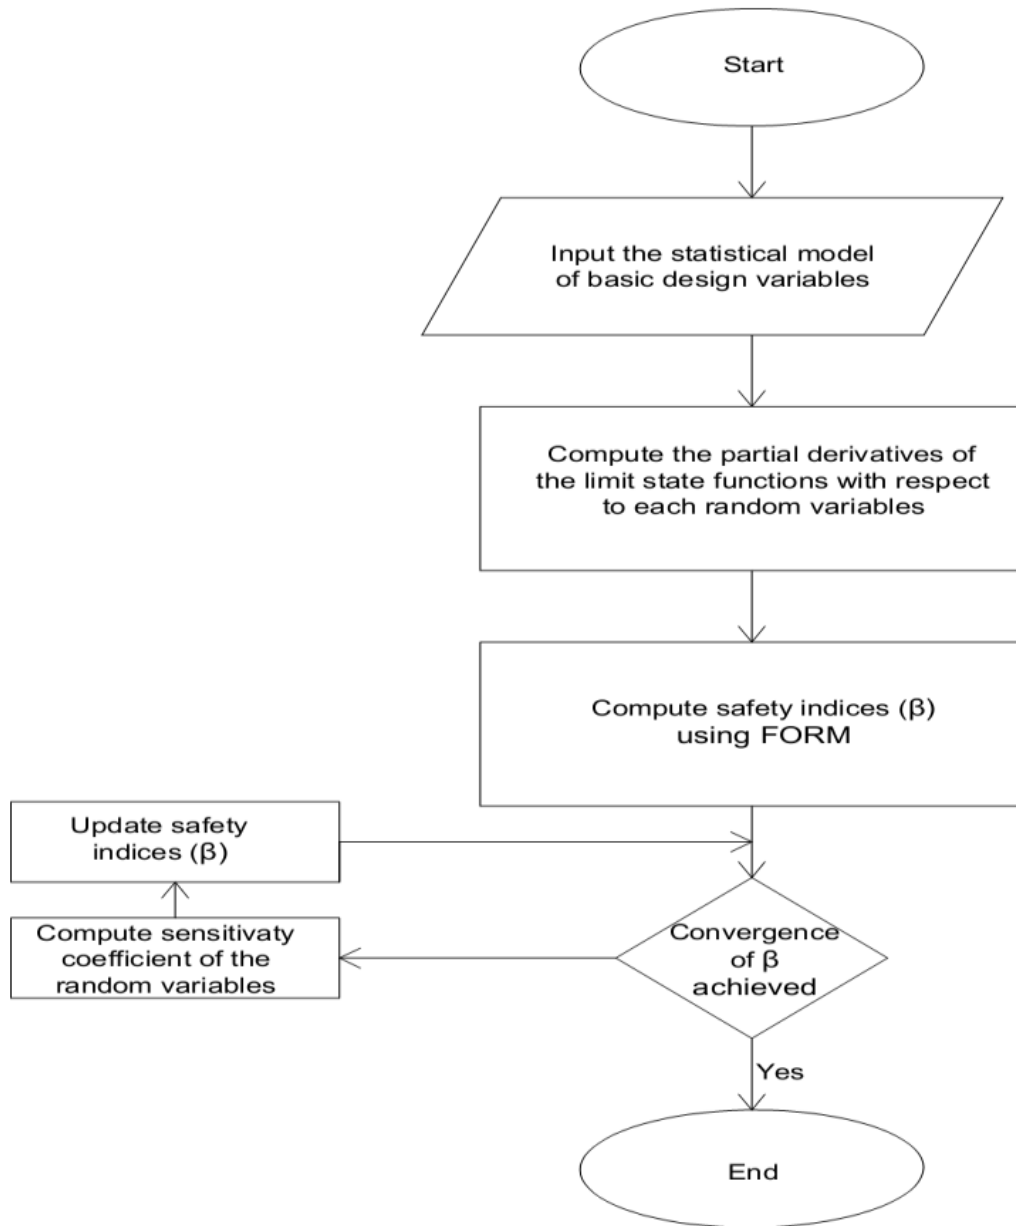 Start
Input the statistical model
of basic design variables
Compute the partial derivatives of
the limit state functions with respect
to each random variables
Compute safety indices (β)
using FORM
Update safety
indices (β)
Compute sensitivaty
coefficient of the
random variables
Convergence
of β
achieved
Yes
End